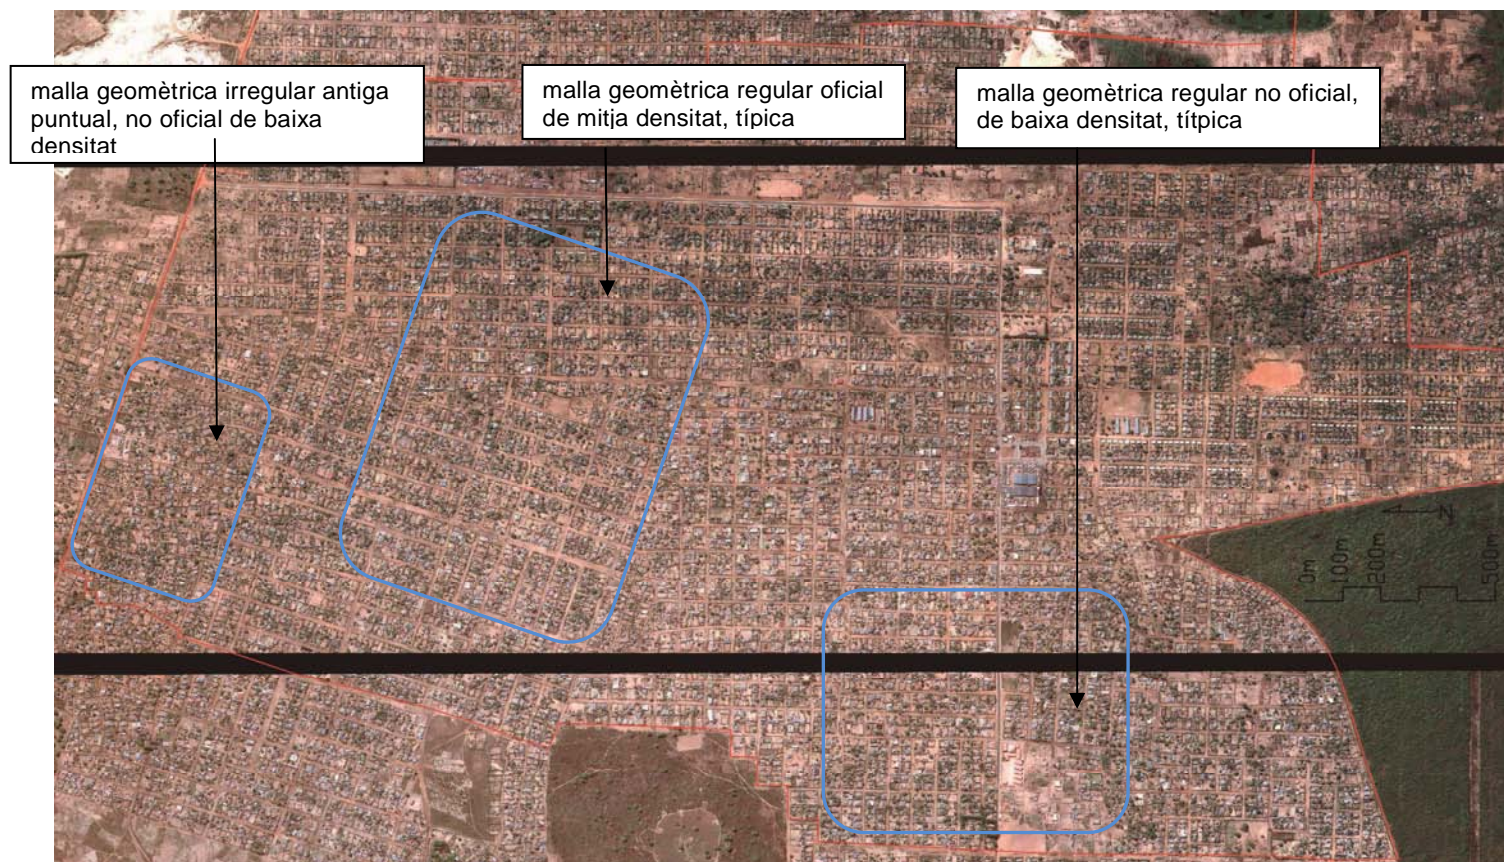 malla geomètrica irregular antiga
puntual, no oficial de baixa
densitat
malla geomètrica regular oficial
de mitja densitat, típica
malla geomètrica regular no oficial,
de baixa densitat, títpica
N
0m
100m
200m
500m